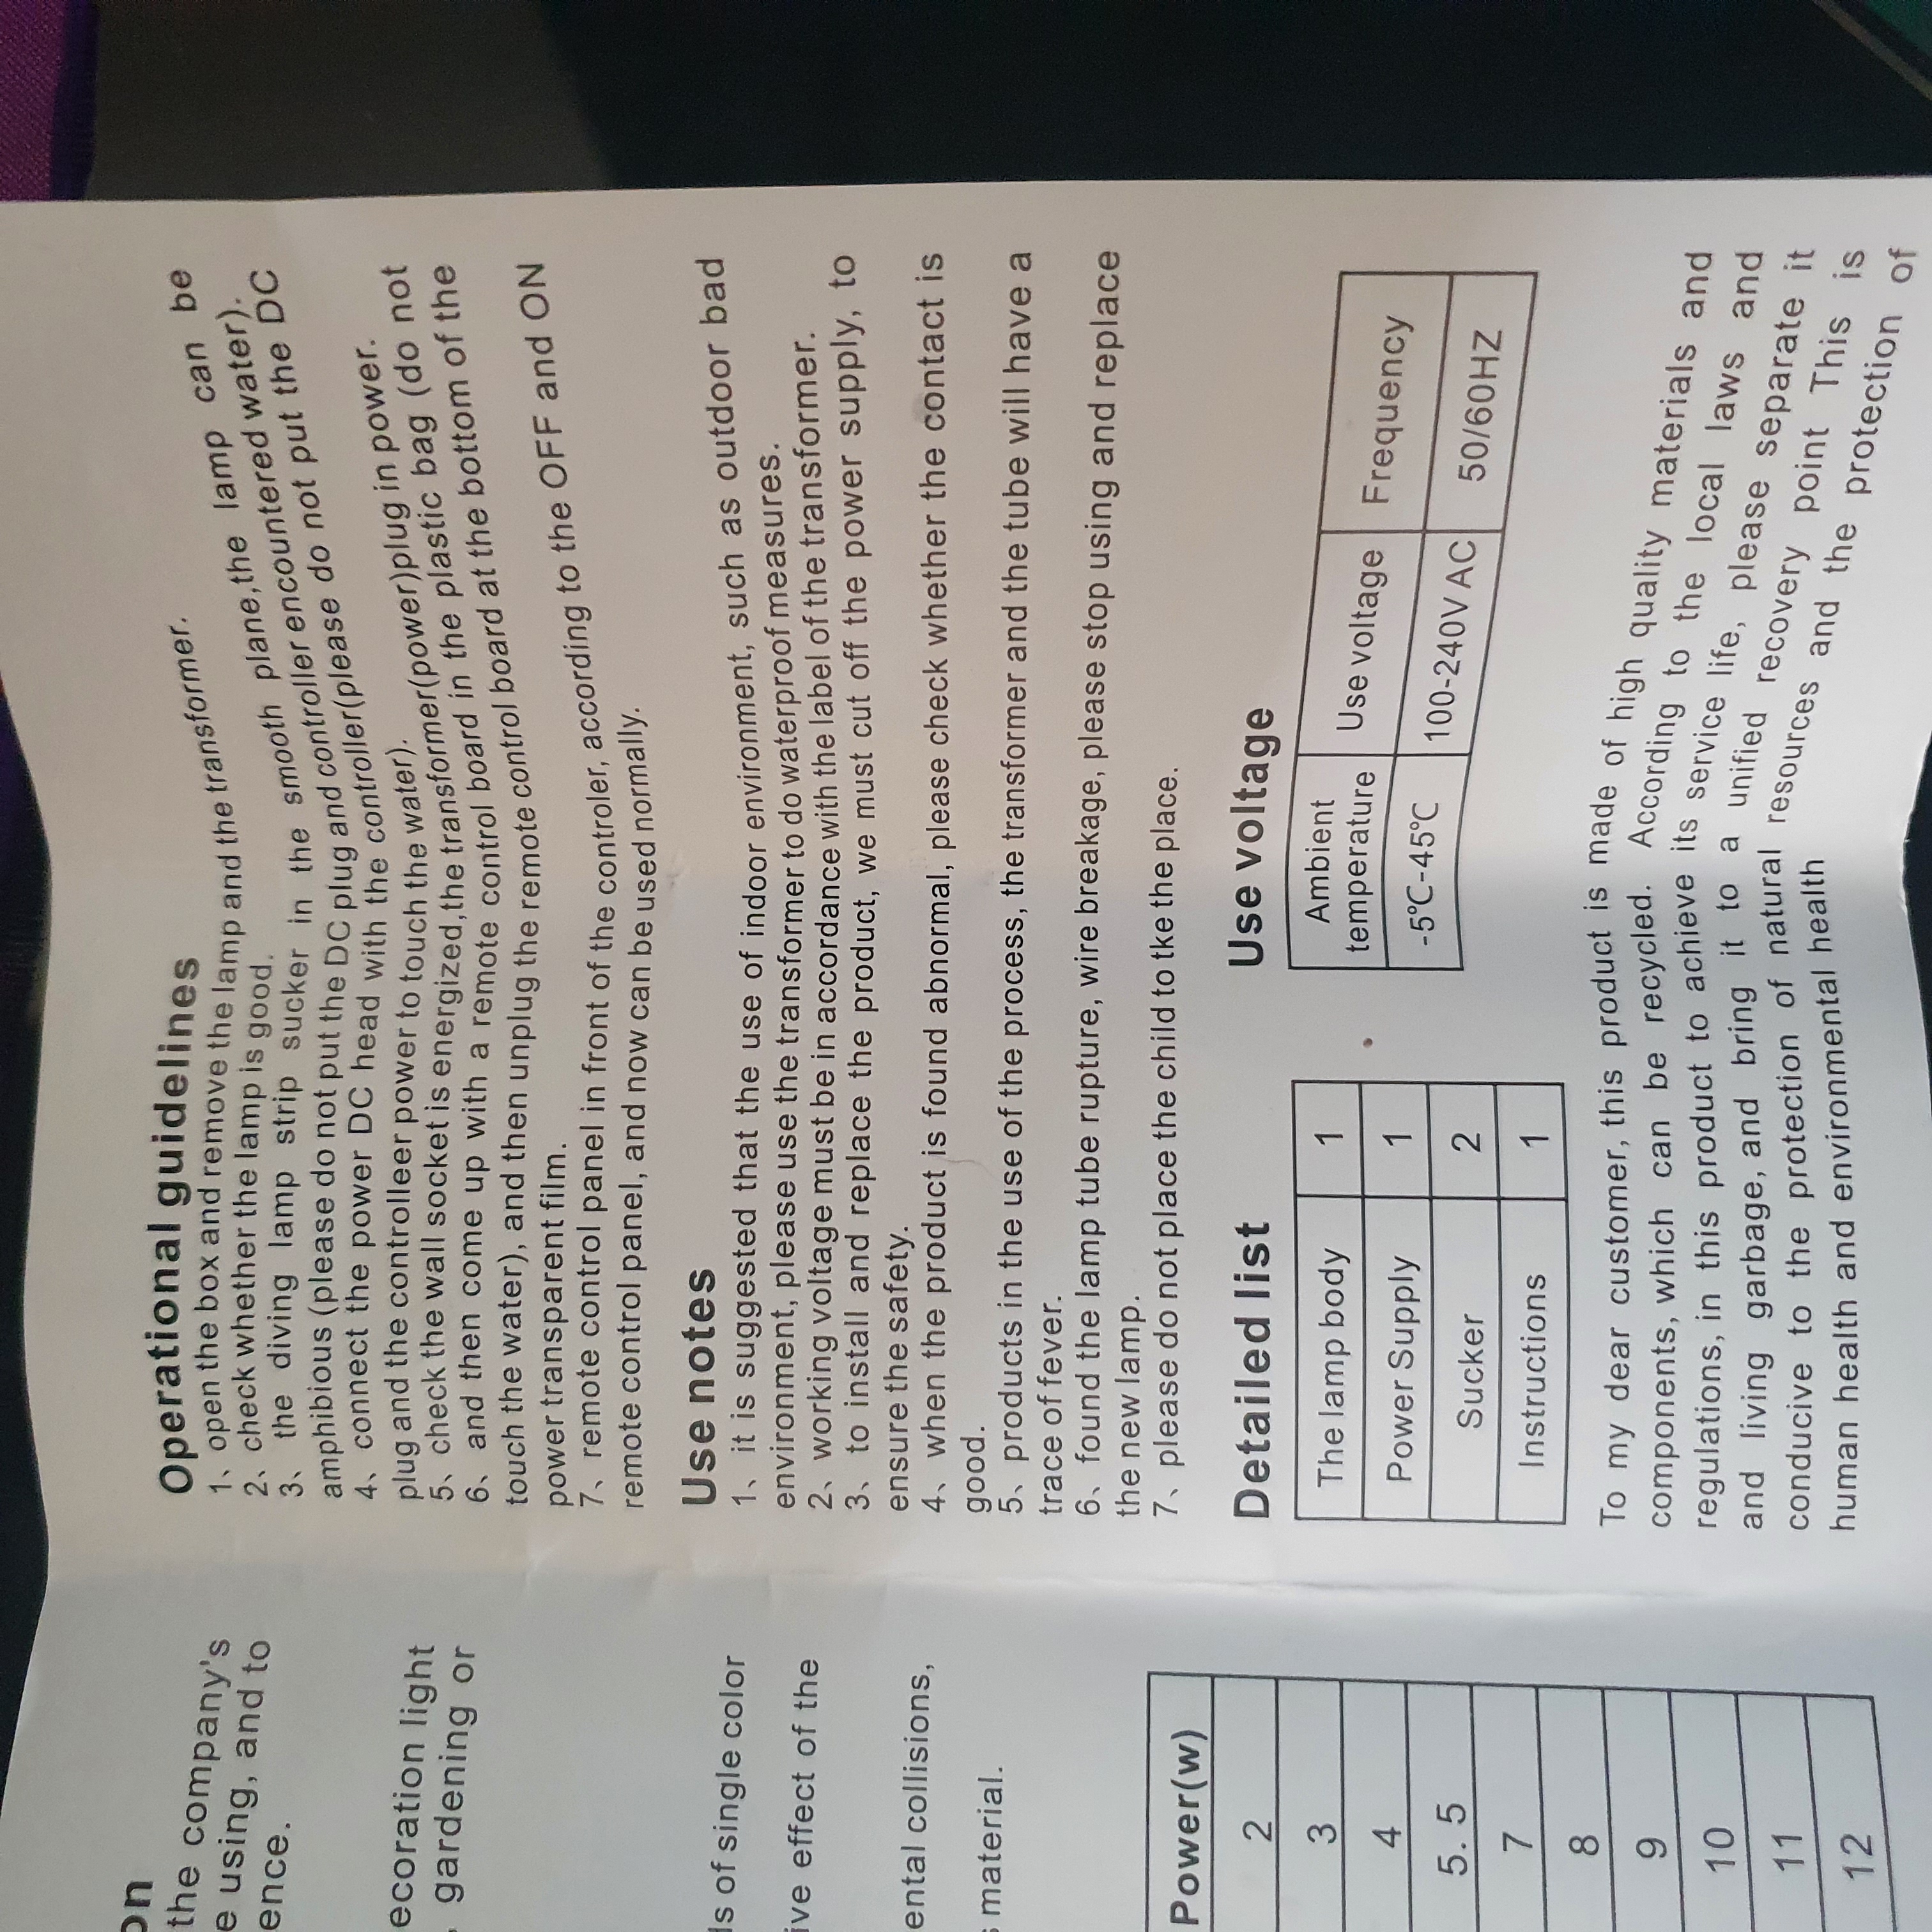 on
the company's
e using, and to
ence.
ecoration light
gardening or
ls of single color
ive effect of the
ental collisions,
s material.
Power(w)
2
3
4
5. 5
7
8
9
10
11
12
Operational guidelines
1、open the box and remove the lamp and the transformer.
2、check whether the lamp is good.
3、the diving lamp strip sucker in the smooth plane,the lamp can be
amphibious (please do not put the DC plug and controller encountered water).
4、connect the power DC head with the controller(please do not put the DC
plug and the controlleer power to touch the water).
5、check the wall socket is energized,the transformer(power)plug in power.
6、and then come up with a remote control board in the plastic bag (do not
touch the water), and then unplug the remote control board at the bottom of the
power transparent film.
7、remote control panel in front of the controler, according to the OFF and ON
remote control panel, and now can be used normally.
Use notes
1、it is suggested that the use of indoor environment, such as outdoor bad
environment, please use the transformer to do waterproof measures.
2、working voltage must be in accordance with the label of the transformer.
3、to install and replace the product, we must cut off the power supply, to
ensure the safety.
4、when the product is found abnormal, please check whether the contact is
good.
5、products in the use of the process, the transformer and the tube will have a
trace of fever.
6、found the lamp tube rupture, wire breakage, please stop using and replace
the new lamp.
7、please do not place the child to tke the place.
Detailed list
The lamp body 1
Power Supply 1
Sucker 2
Instructions 1
Use voltage
Ambient
temperature
Use voltage
Frequency
-5℃-45℃
100-240V AC
50/60HZ
To my dear customer, this product is made of high quality materials and
components, which can be recycled. According to the local laws and
regulations, in this product to achieve its service life, please separate it
and living garbage, and bring it to a unified recovery point This is
conducive to the protection of natural resources and the protection of
human health and environmental health